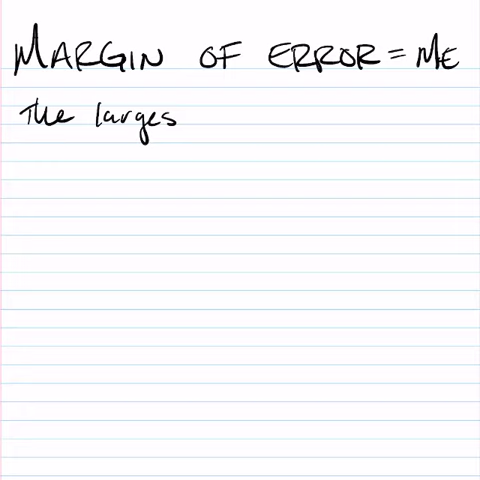 MARGIN OF ERROR = ME
The larges